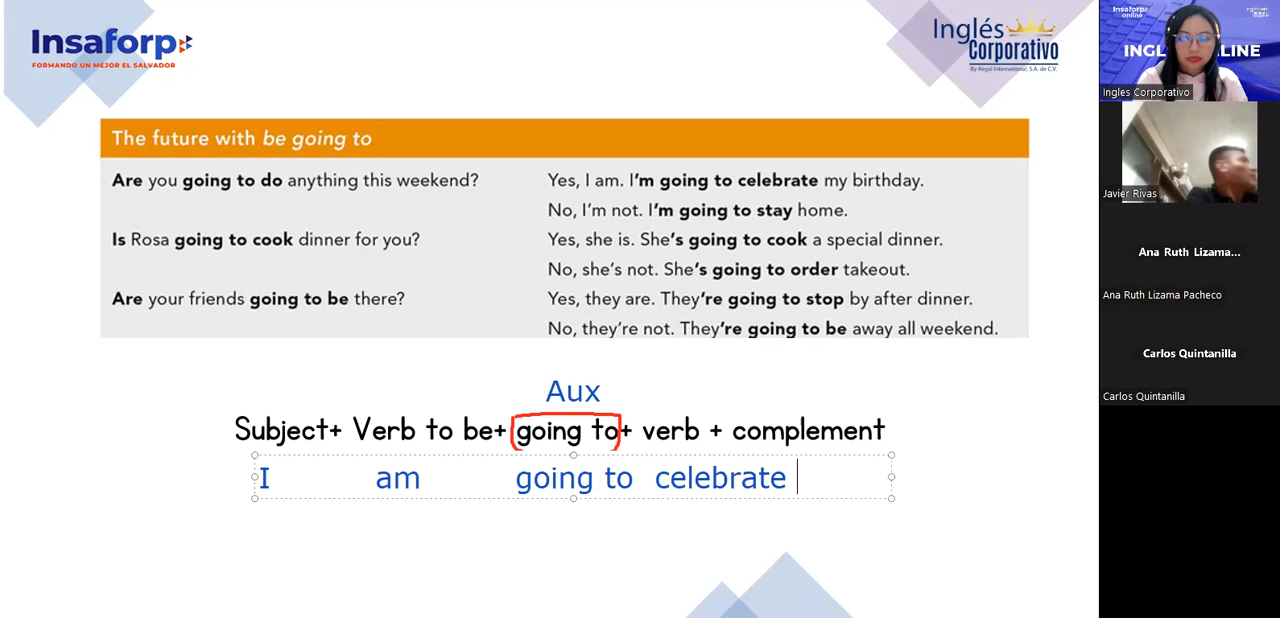 Insaforp
FORMANDO UN MEJOR EL SALVADOR
Inglés
Corporativo
By Regal International, S.A. de C.V.
The future with be going to
Are you going to do anything this weekend?
Yes, I am. I'm going to celebrate my birthday.
No, I'm not. I'm going to stay home.
Is Rosa going to cook dinner for you?
Yes, she is. She's going to cook a special dinner.
No, she's not. She's going to order takeout.
Are your friends going to be there?
Yes, they are. They're going to stop by after dinner.
No, they're not. They're going to be away all weekend.
Aux
Subject+ Verb to be+ going to+ verb + complement
I am going to celebrate
Insaforp
online
INGL LINE
Ingles Corporativo
Javier Rivas
Ana Ruth Lizama...
Ana Ruth Lizama Pacheco
Carlos Quintanilla
Carlos Quintanilla